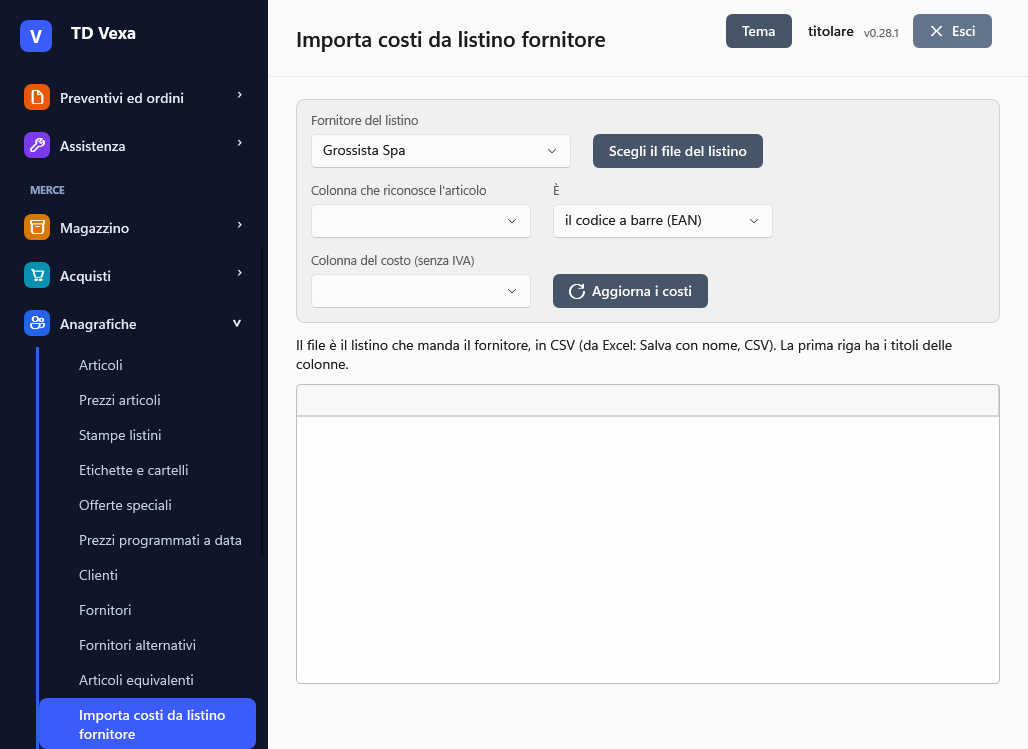 V
TD Vexa
Preventivi ed ordini
Assistenza
MERCE
Magazzino
Acquisti
Anagrafiche
Articoli
Prezzi articoli
Stampe listini
Etichette e cartelli
Offerte speciali
Prezzi programmati a data
Clienti
Fornitori
Fornitori alternativi
Articoli equivalenti
Importa costi da listino
fornitore
Importa costi da listino fornitore
Tema
titolare
v0.28.1
Esci
Fornitore del listino
Grossista Spa
Scegli il file del listino
Colonna che riconosce l'articolo
È
il codice a barre (EAN)
Colonna del costo (senza IVA)
Aggiorna i costi
Il file è il listino che manda il fornitore, in CSV (da Excel: Salva con nome, CSV). La prima riga ha i titoli delle
colonne.